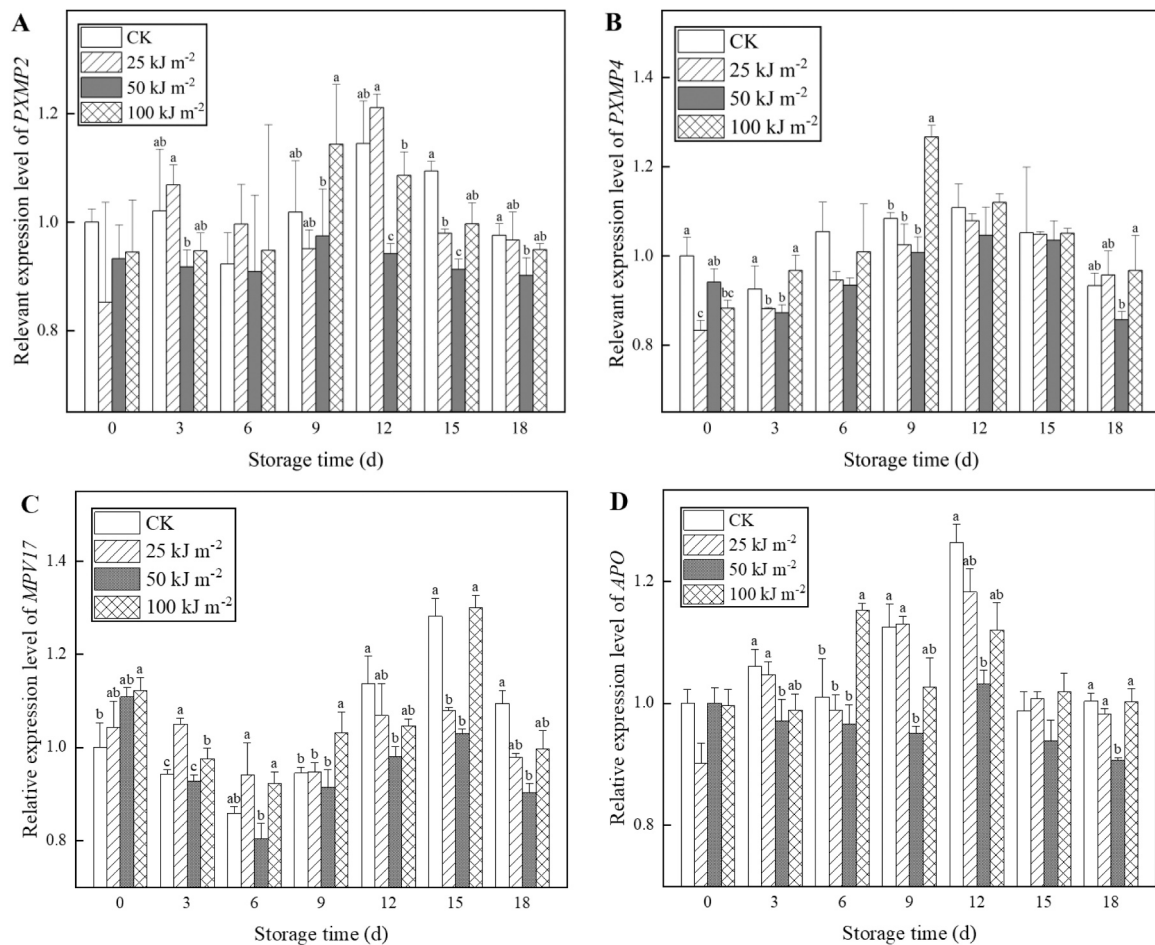 A
CK
25 kJ m⁻²
50 kJ m⁻²
100 kJ m⁻²
Relevant expression level of PXMP2
1.2
1.0
0.8
ab a b ab
ab ab b a
ab a c b
a b c ab
a a b ab
0 3 6 9 12 15 18
Storage time (d)
B
CK
25 kJ m⁻²
50 kJ m⁻²
100 kJ m⁻²
Relevant expression level of PXMP4
1.4
1.2
1.0
0.8
a c ab bc
a b b a
b b b a
ab a b a
0 3 6 9 12 15 18
Storage time (d)
C
CK
25 kJ m⁻²
50 kJ m⁻²
100 kJ m⁻²
Relative expression level of MPV17
1.4
1.2
1.0
0.8
b ab ab a
c a c b
ab a b a
b b b a
a ab b ab
a b b a
a ab b ab
0 3 6 9 12 15 18
Storage time (d)
D
CK
25 kJ m⁻²
50 kJ m⁻²
100 kJ m⁻²
Relative expression level of APO
1.2
1.0
0.8
a a b ab
b b b a
a a b ab
a ab b ab
a a b a
0 3 6 9 12 15 18
Storage time (d)